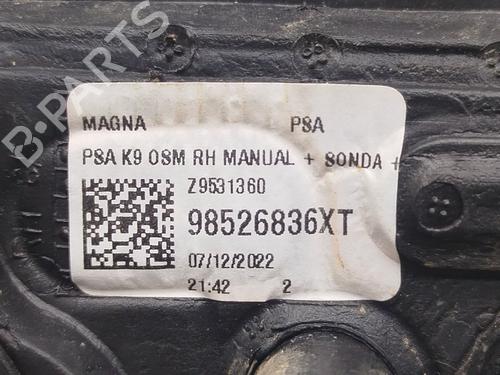 B-PARTS
MAGNA PSA
PSA K9 OSM RH MANUAL + SONDA +
Z9531360
98526836XT
07/12/2022
21:42 2